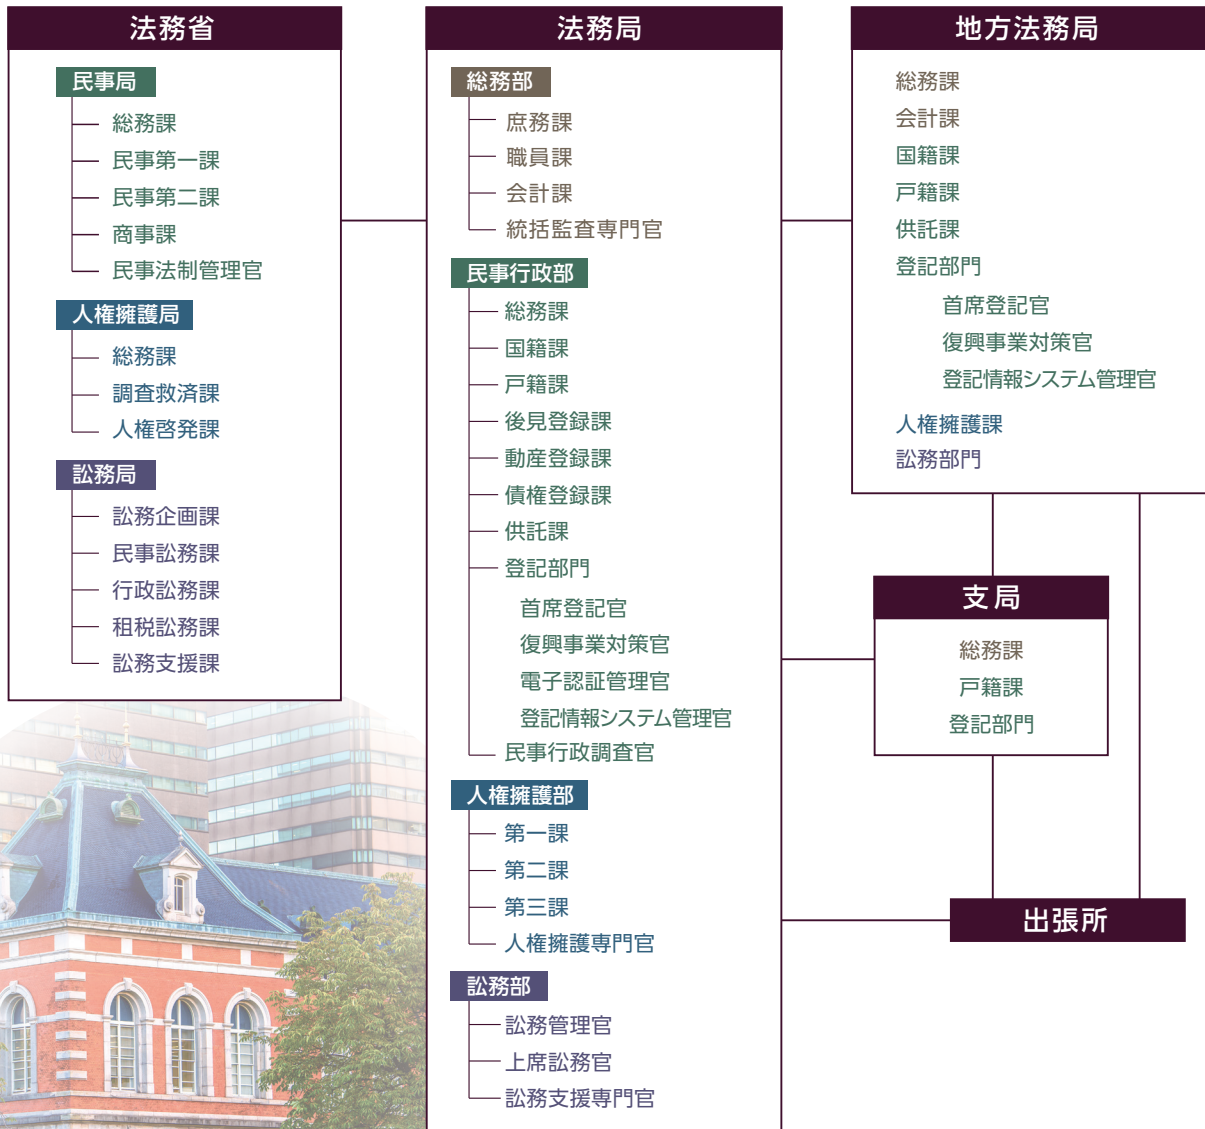 法務省
民事局
総務課
民事第一課
民事第二課
商事課
民事法制管理官
人権擁護局
総務課
調査救済課
人権啓発課
訟務局
訟務企画課
民事訟務課
行政訟務課
租税訟務課
訟務支援課
法務局
総務部
庶務課
職員課
会計課
統括監査専門官
民事行政部
総務課
国籍課
戸籍課
後見登録課
動産登録課
債権登録課
供託課
登記部門
首席登記官
復興事業対策官
電子認証管理官
登記情報システム管理官
民事行政調査官
人権擁護部
第一課
第二課
第三課
人権擁護専門官
訟務部
訟務管理官
上席訟務官
訟務支援専門官
地方法務局
総務課
会計課
国籍課
戸籍課
供託課
登記部門
首席登記官
復興事業対策官
登記情報システム管理官
人権擁護課
訟務部門
支局
総務課
戸籍課
登記部門
出張所